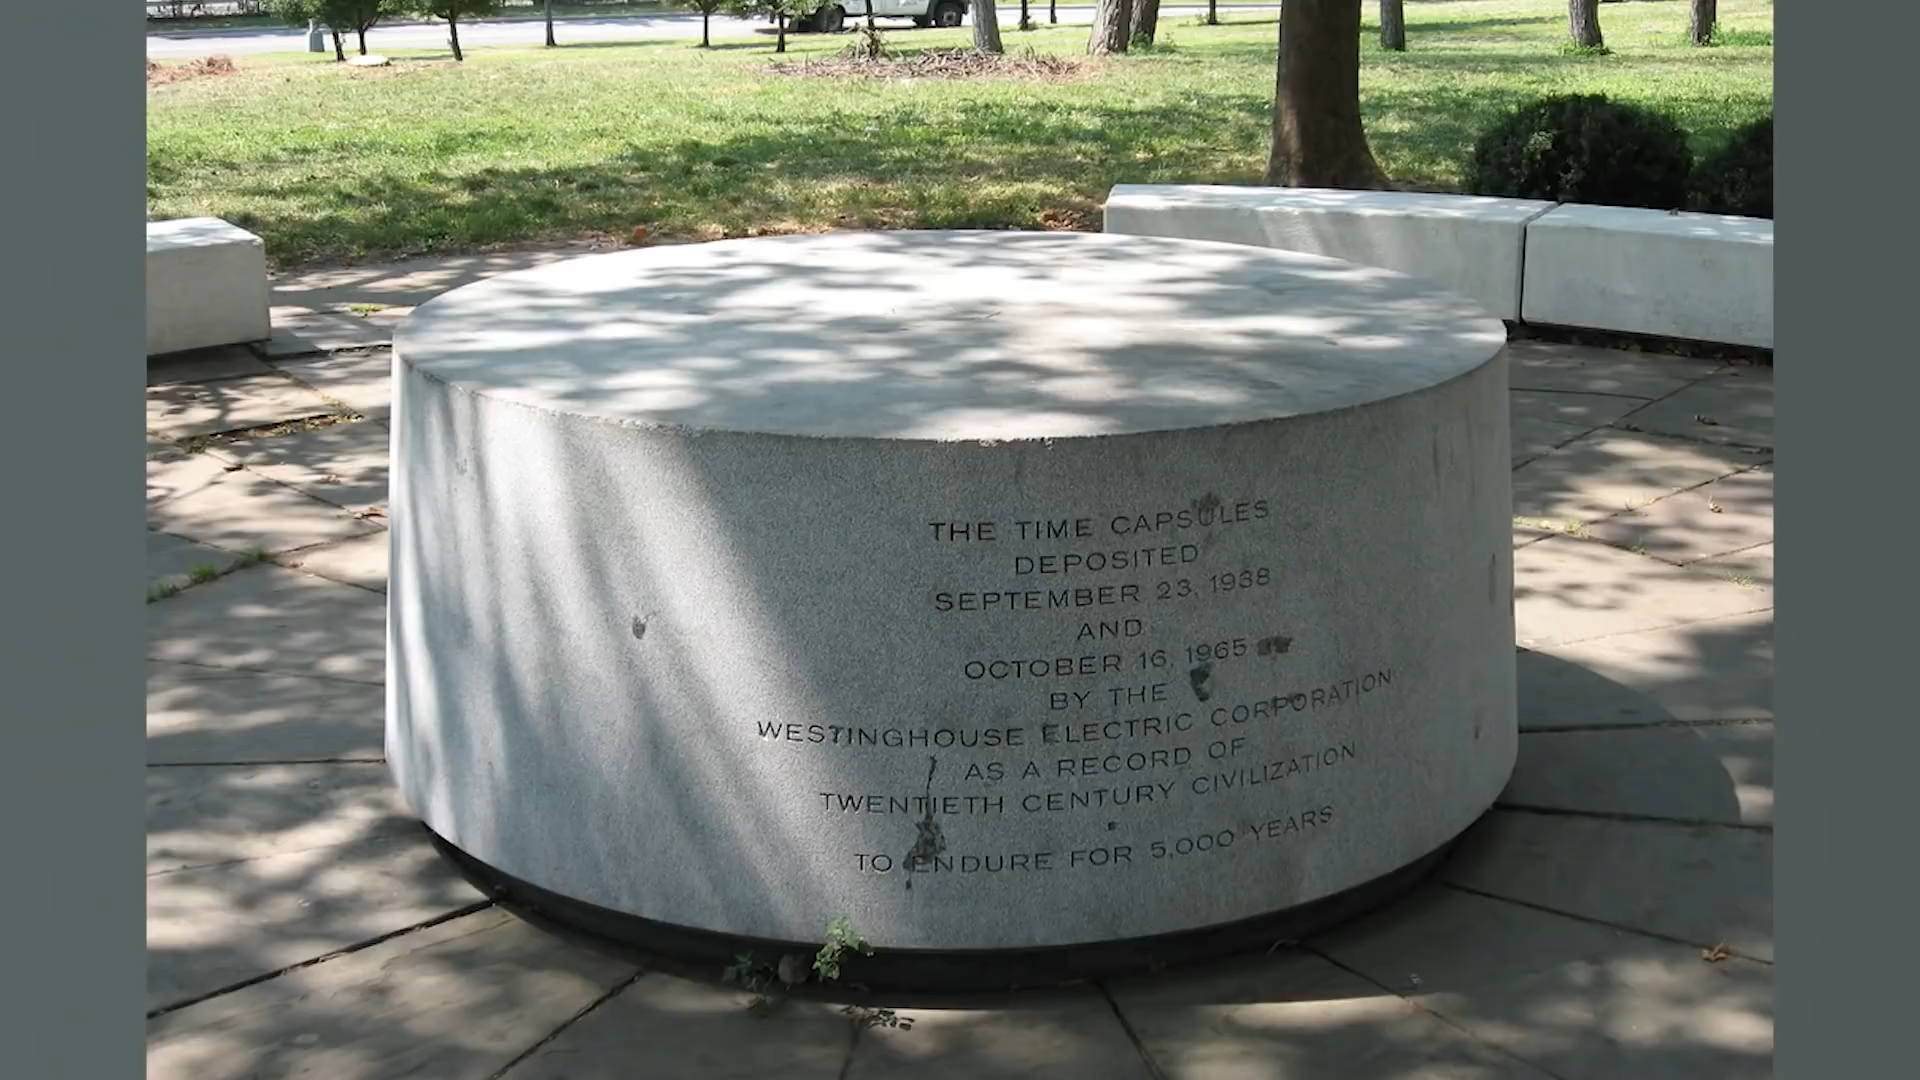 THE TIME CAPSULES
DEPOSITED
SEPTEMBER 23, 1938
AND
OCTOBER 16, 1965
BY THE
WESTINGHOUSE ELECTRIC CORPORATION
AS A RECORD OF
TWENTIETH CENTURY CIVILIZATION
TO ENDURE FOR 5,000 YEARS